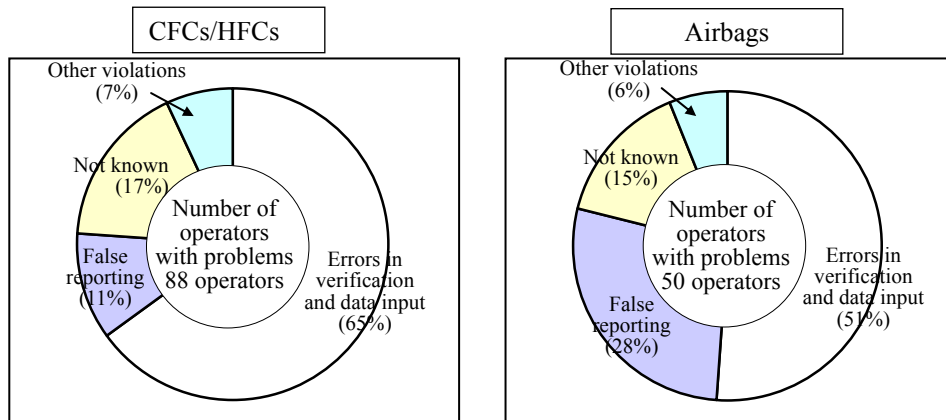 CFCs/HFCs
Other violations
(7%)
Not known
(17%)
False
reporting
(11%)
Number of
operators
with problems
88 operators
Errors in
verification
and data input
(65%)
Airbags
Other violations
(6%)
Not known
(15%)
False
reporting
(28%)
Number of
operators
with problems
50 operators
Errors in
verification
and data input
(51%)